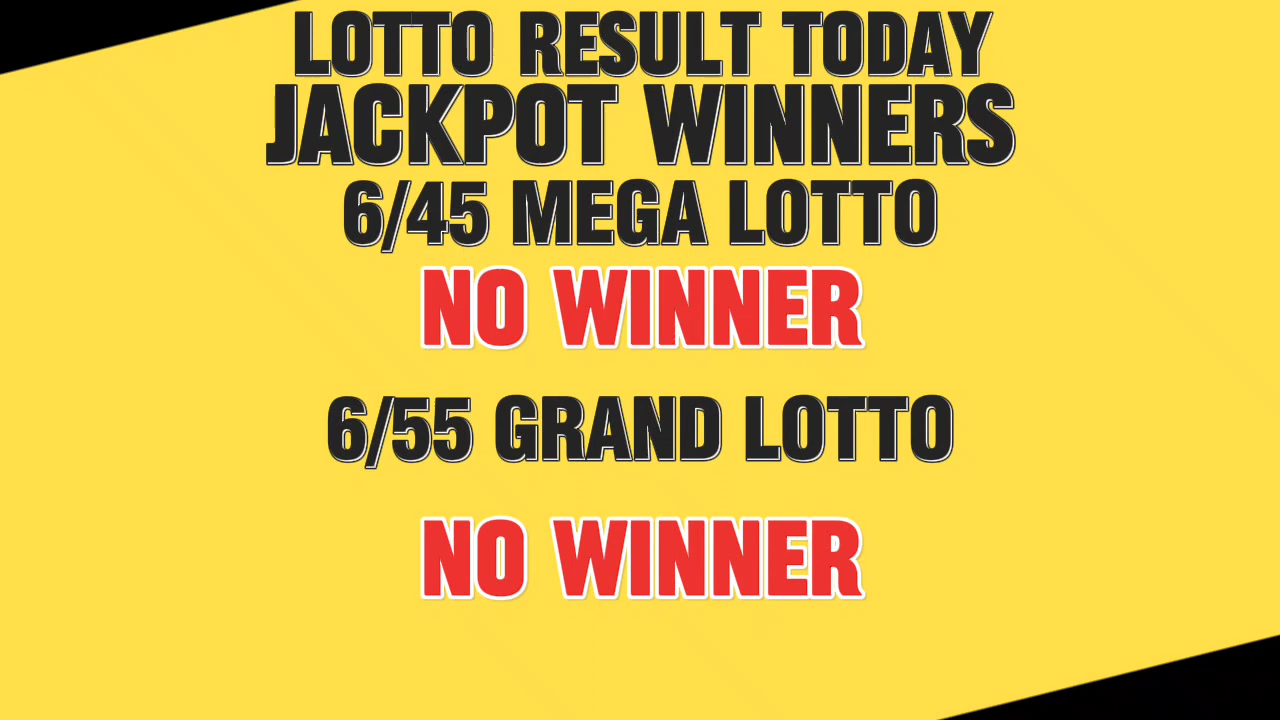 LOTTO RESULT TODAY
JACKPOT WINNERS
6/45 MEGA LOTTO
NO WINNER
6/55 GRAND LOTTO
NO WINNER